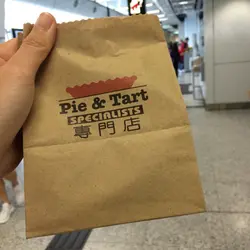 Pie & Tart
SPECIALISTS
專門店